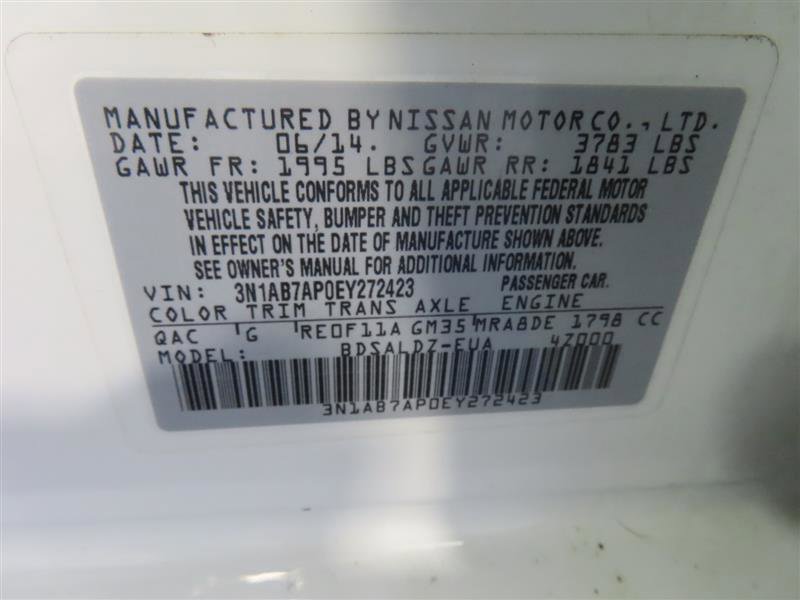 MANUFACTURED BY NISSAN MOTOR CO., LTD.
DATE: 06/14. GVWR: 3783 LBS
GAWR FR: 1995 LBS GAWR RR: 1841 LBS
THIS VEHICLE CONFORMS TO ALL APPLICABLE FEDERAL MOTOR
VEHICLE SAFETY, BUMPER AND THEFT PREVENTION STANDARDS
IN EFFECT ON THE DATE OF MANUFACTURE SHOWN ABOVE.
SEE OWNER'S MANUAL FOR ADDITIONAL INFORMATION.
VIN: 3N1AB7AP0EY272423 PASSENGER CAR.
COLOR TRIM TRANS AXLE ENGINE
QAC G RE0F11A GM35 MRA8DE 1798 CC
MODEL: BDSALDZ-EUA 4Z000
3N1AB7AP0EY272423